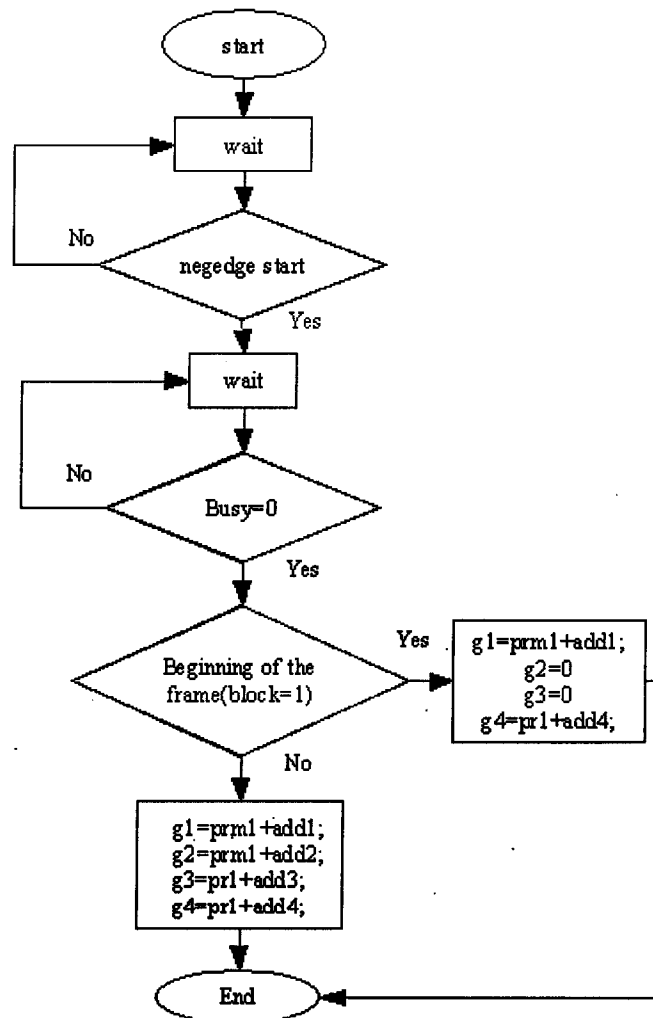 start
wait
No
negedge start
Yes
wait
No
Busy=0
Yes
Beginning of the
frame(block=1)
Yes
g1=prm1+add1;
g2=0
g3=0
g4=pr1+add4;
No
g1=prm1+add1;
g2=prm1+add2;
g3=pr1+add3;
g4=pr1+add4;
End